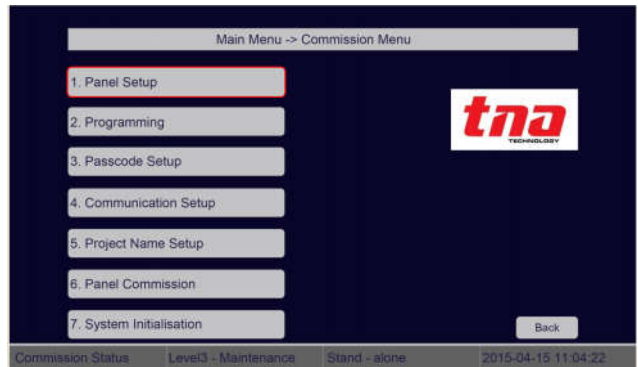 Main Menu -> Commission Menu
1. Panel Setup
2. Programming
tna
TECHNOLOGY
3. Passcode Setup
4. Communication Setup
5. Project Name Setup
6. Panel Commission
7. System Initialisation
Back
Commission Status Level3 - Maintenance Stand - alone 2015-04-15 11:04:22